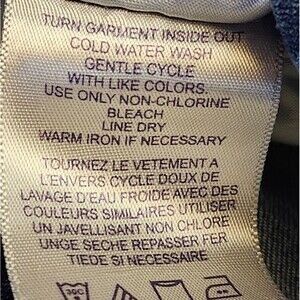 TURN GARMENT INSIDE OUT
COLD WATER WASH
GENTLE CYCLE
WITH LIKE COLORS.
USE ONLY NON-CHLORINE
BLEACH
LINE DRY
WARM IRON IF NECESSARY
TOURNEZ LE VETEMENT A
L'ENVERS CYCLE DOUX DE
LAVAGE D'EAU FROIDE AVEC DES
COULEURS SIMILAIRES UTILISER
UN JAVELLISANT NON CHLORE
UNGE SECHE REPASSER FER
TIEDE SI NECESSAIRE
30C